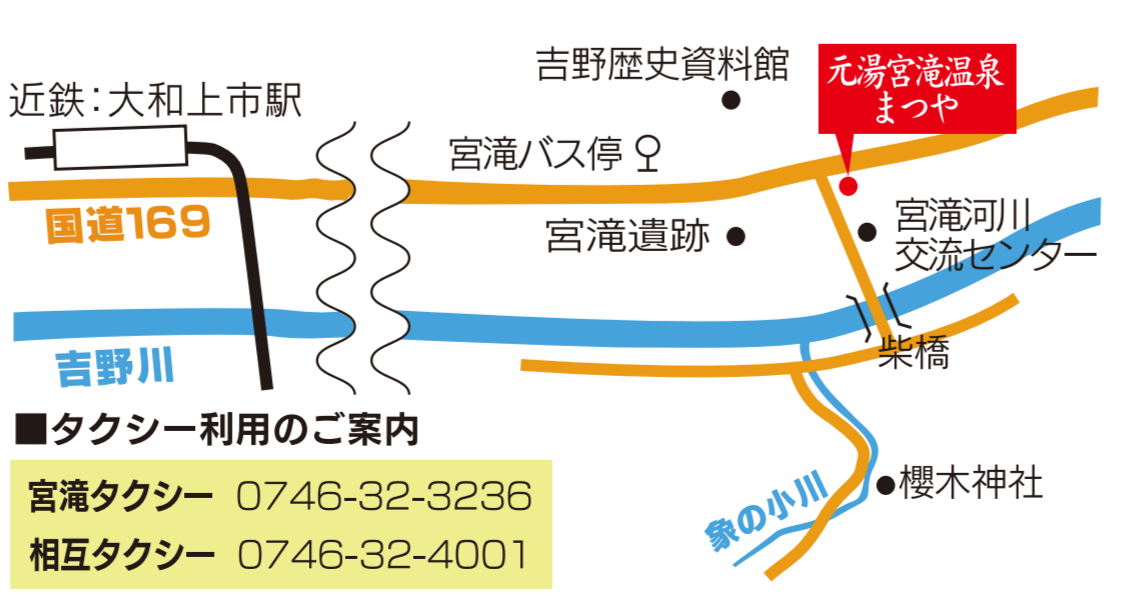 吉野歴史資料館
元湯宮滝温泉
まつや
近鉄：大和上市駅
宮滝バス停
国道169
宮滝遺跡
宮滝河川
交流センター
吉野川
柴橋
■タクシー利用のご案内
宮滝タクシー 0746-32-3236
相互タクシー 0746-32-4001
象の小川
櫻木神社